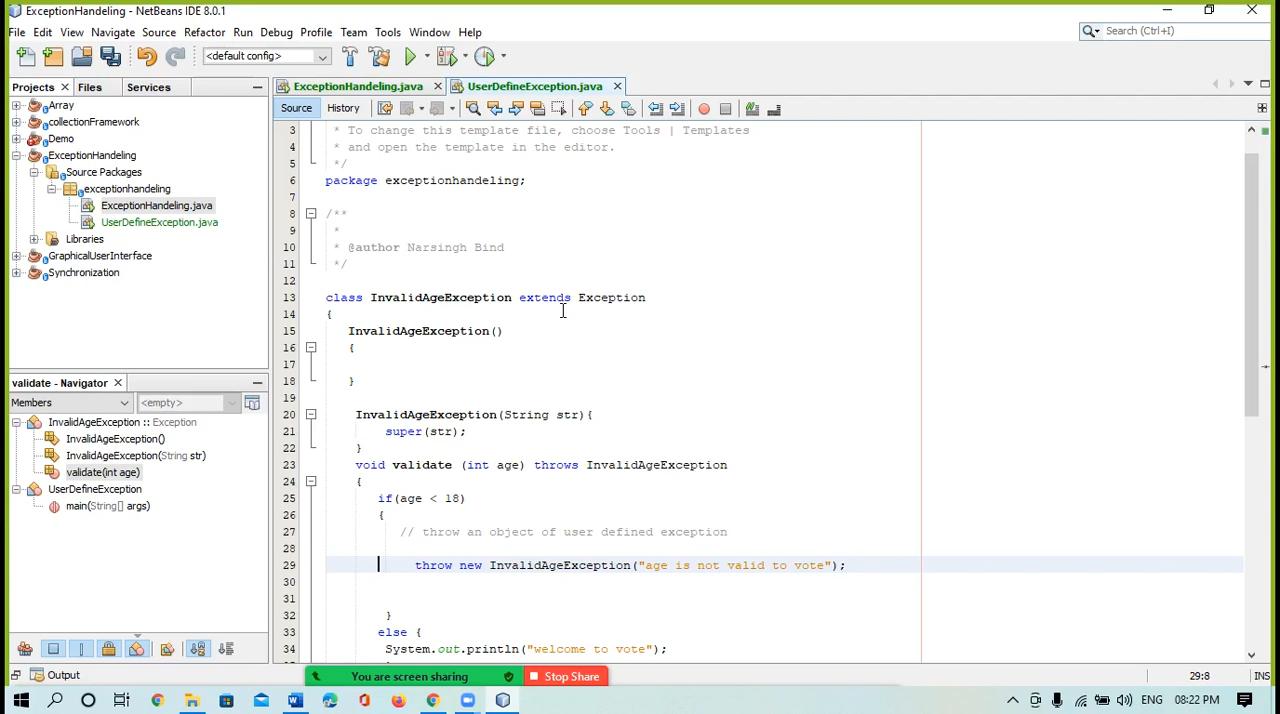 ExceptionHandeling - NetBeans IDE 8.0.1
File Edit View Navigate Source Refactor Run Debug Profile Team Tools Window Help
Search (Ctrl+I)
<default config>
Projects Files Services
ExceptionHandeling.java UserDefineException.java
Source History
Array
collectionFramework
Demo
ExceptionHandeling
Source Packages
exceptionhandeling
ExceptionHandeling.java
UserDefineException.java
Libraries
GraphicalUserInterface
Synchronization
validate - Navigator
Members
<empty>
InvalidAgeException :: Exception
InvalidAgeException()
InvalidAgeException(String str)
validate(int age)
UserDefineException
main(String[] args)
3 * To change this template file, choose Tools | Templates
4 * and open the template in the editor.
5 */
6 package exceptionhandeling;
7
8 /**
9 *
10 * @author Narsingh Bind
11 */
12
13 class InvalidAgeException extends Exception
14 {
15 InvalidAgeException()
16 {
17
18 }
19
20 InvalidAgeException(String str){
21 super(str);
22 }
23 void validate (int age) throws InvalidAgeException
24 {
25 if(age < 18)
26 {
27 // throw an object of user defined exception
28
29 throw new InvalidAgeException("age is not valid to vote");
30
31
32 }
33 else {
34 System.out.println("welcome to vote");
Output
You are screen sharing Stop Share
29:8 INS
ENG 08:22 PM